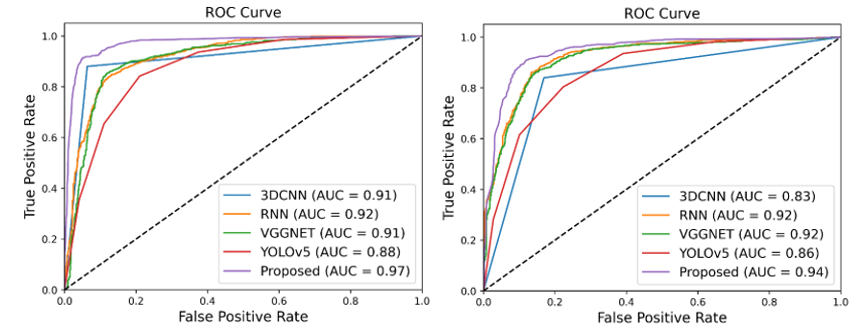 ROC Curve
True Positive Rate
1.0
0.8
0.6
0.4
0.2
0.0
3DCNN (AUC = 0.91)
RNN (AUC = 0.92)
VGGNET (AUC = 0.91)
YOLOv5 (AUC = 0.88)
Proposed (AUC = 0.97)
0.0 0.2 0.4 0.6 0.8 1.0
False Positive Rate
ROC Curve
True Positive Rate
1.0
0.8
0.6
0.4
0.2
0.0
3DCNN (AUC = 0.83)
RNN (AUC = 0.92)
VGGNET (AUC = 0.92)
YOLOv5 (AUC = 0.86)
Proposed (AUC = 0.94)
0.0 0.2 0.4 0.6 0.8 1.0
False Positive Rate